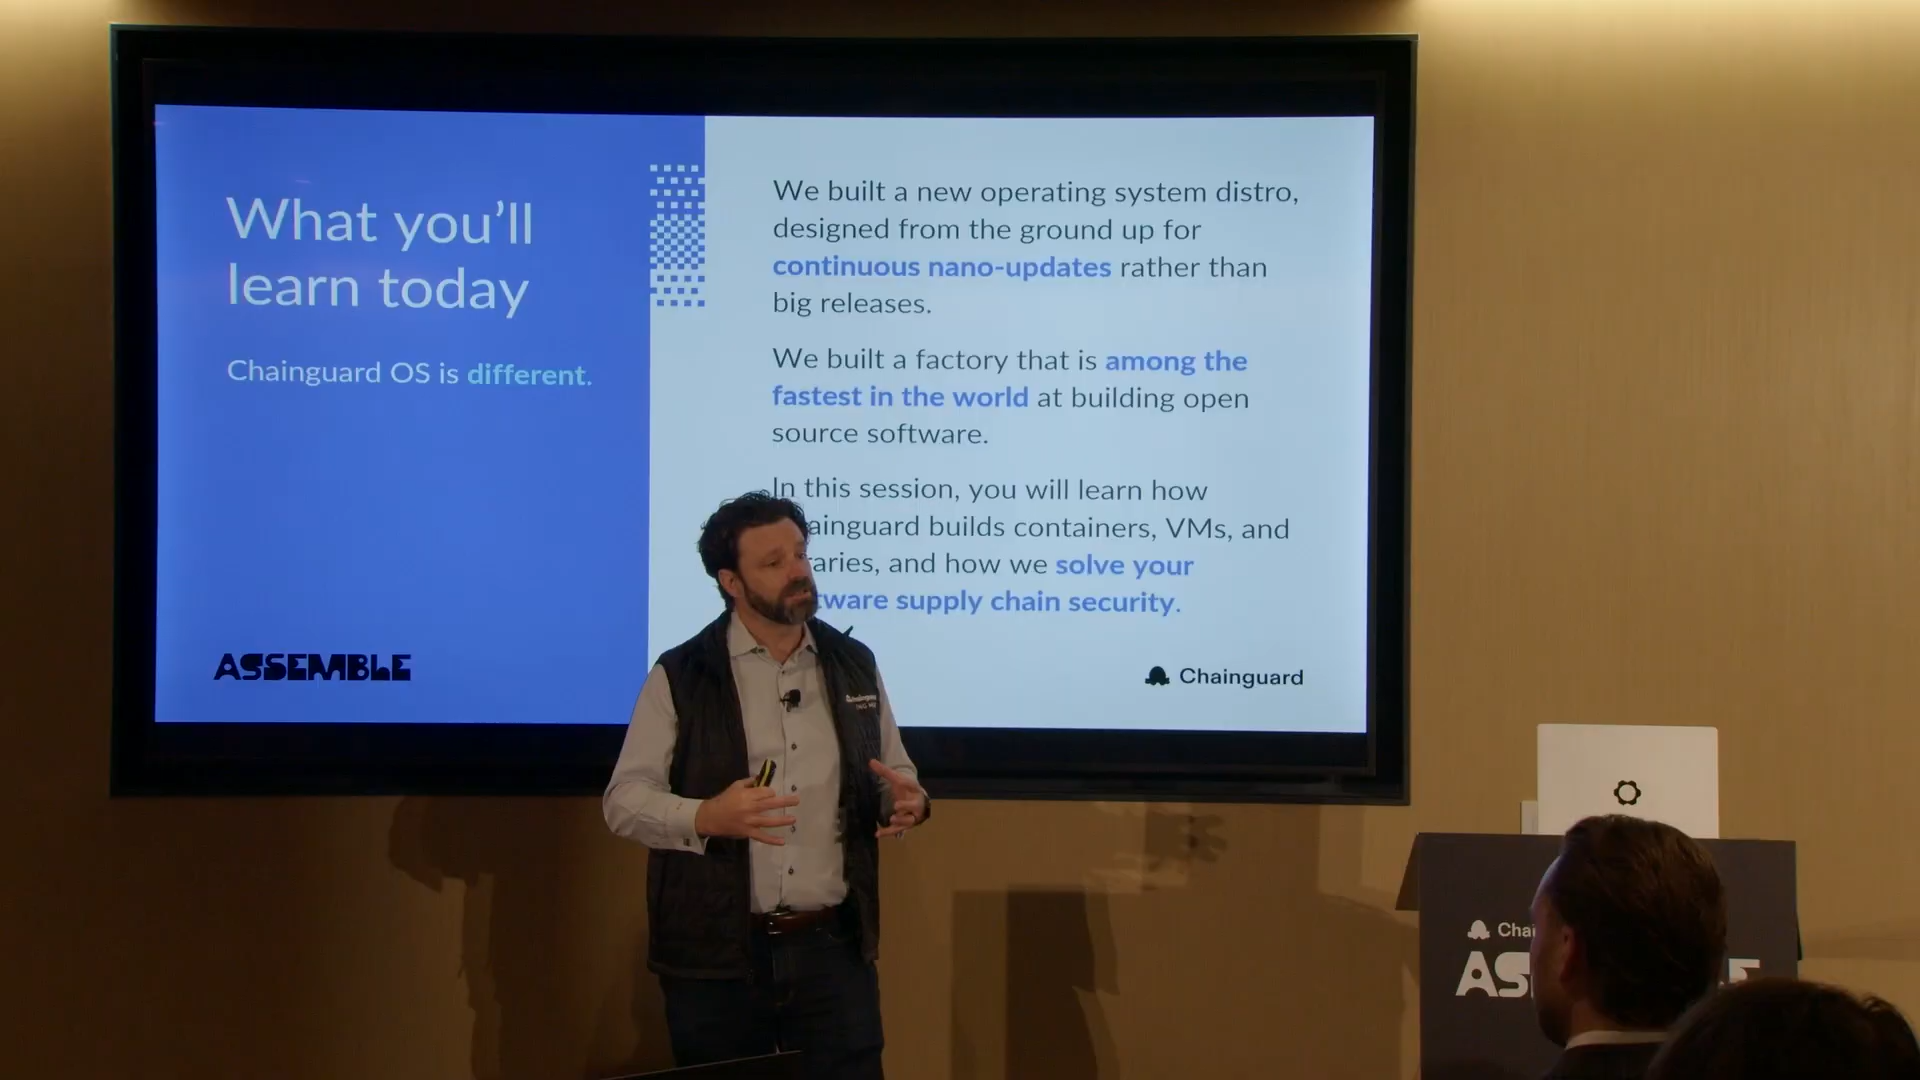 What you'll
learn today
Chainguard OS is different.
ASSEMBLE
We built a new operating system distro,
designed from the ground up for
continuous nano-updates rather than
big releases.
We built a factory that is among the
fastest in the world at building open
source software.
In this session, you will learn how
ainguard builds containers, VMs, and
raries, and how we solve your
tware supply chain security.
Chainguard
Chai
AS E